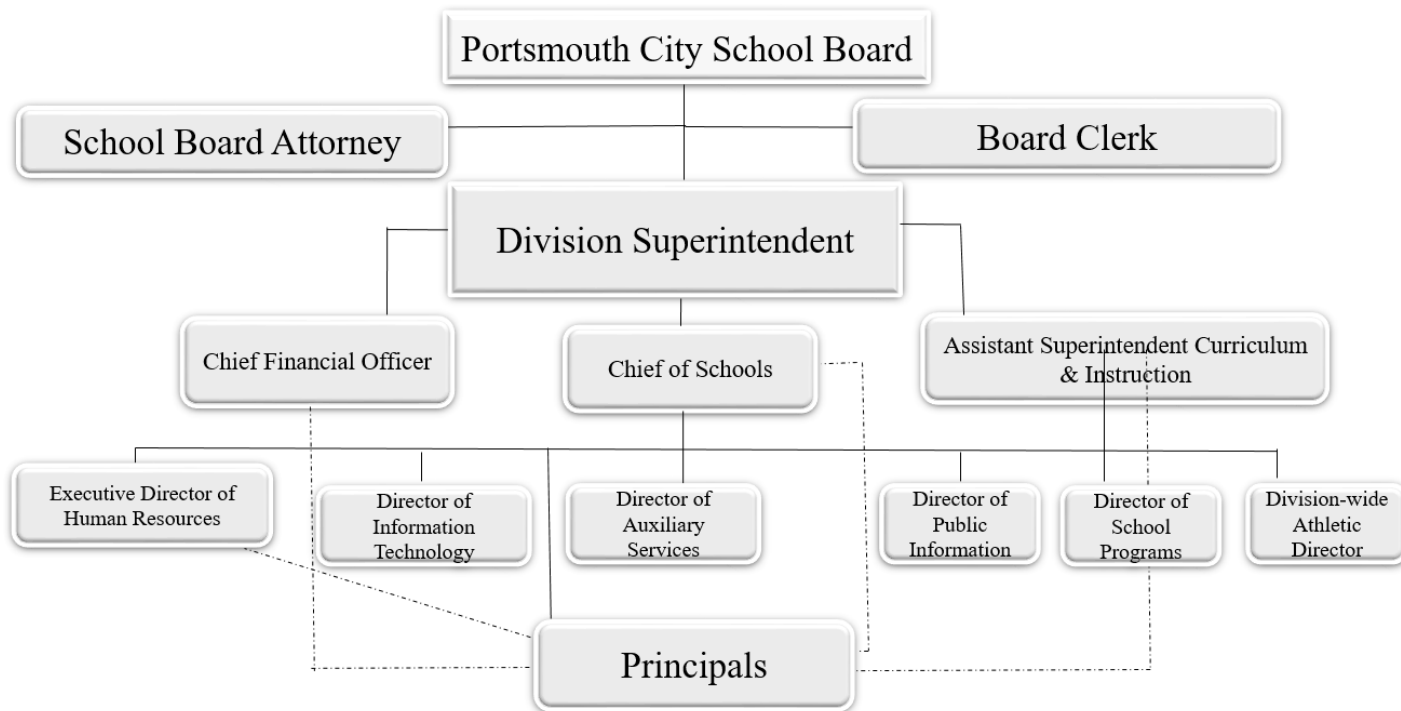 Portsmouth City School Board
School Board Attorney
Board Clerk
Division Superintendent
Chief Financial Officer
Chief of Schools
Assistant Superintendent Curriculum
& Instruction
Executive Director of
Human Resources
Director of
Information
Technology
Director of
Auxiliary
Services
Director of
Public
Information
Director of
School
Programs
Division-wide
Athletic
Director
Principals